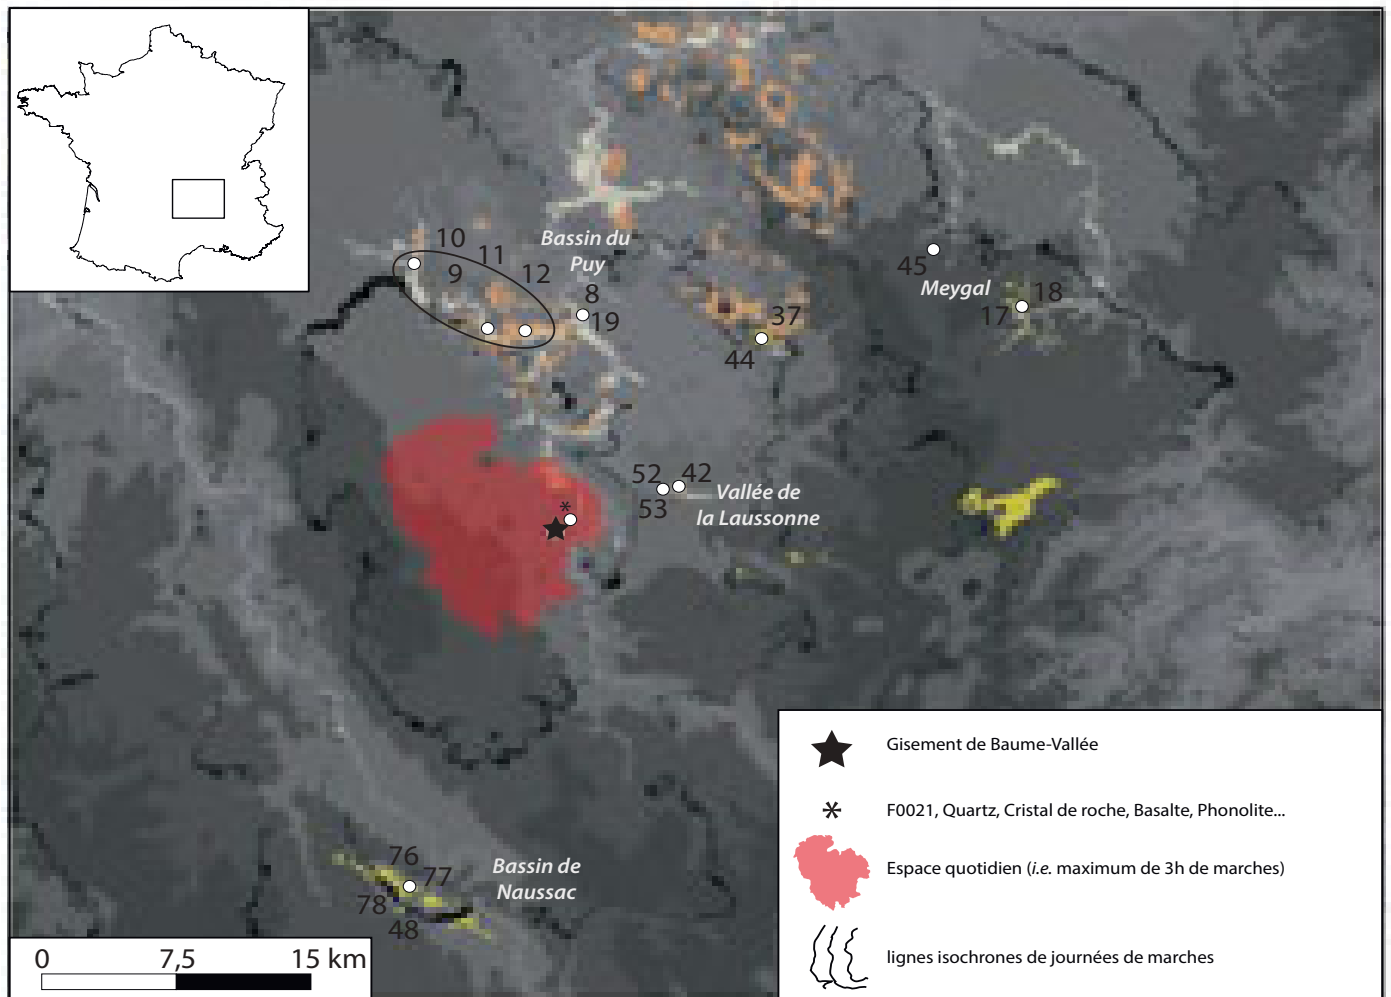 10
11
9
12
Bassin du
Puy
8
19
37
44
45
Meygal
18
17
52
42
53
Vallée de
la Laussonne
*
76
77
78
48
Bassin de
Naussac
0 7,5 15 km
Gisement de Baume-Vallée
* F0021, Quartz, Cristal de roche, Basalte, Phonolite...
Espace quotidien (i.e. maximum de 3h de marches)
lignes isochrones de journées de marches